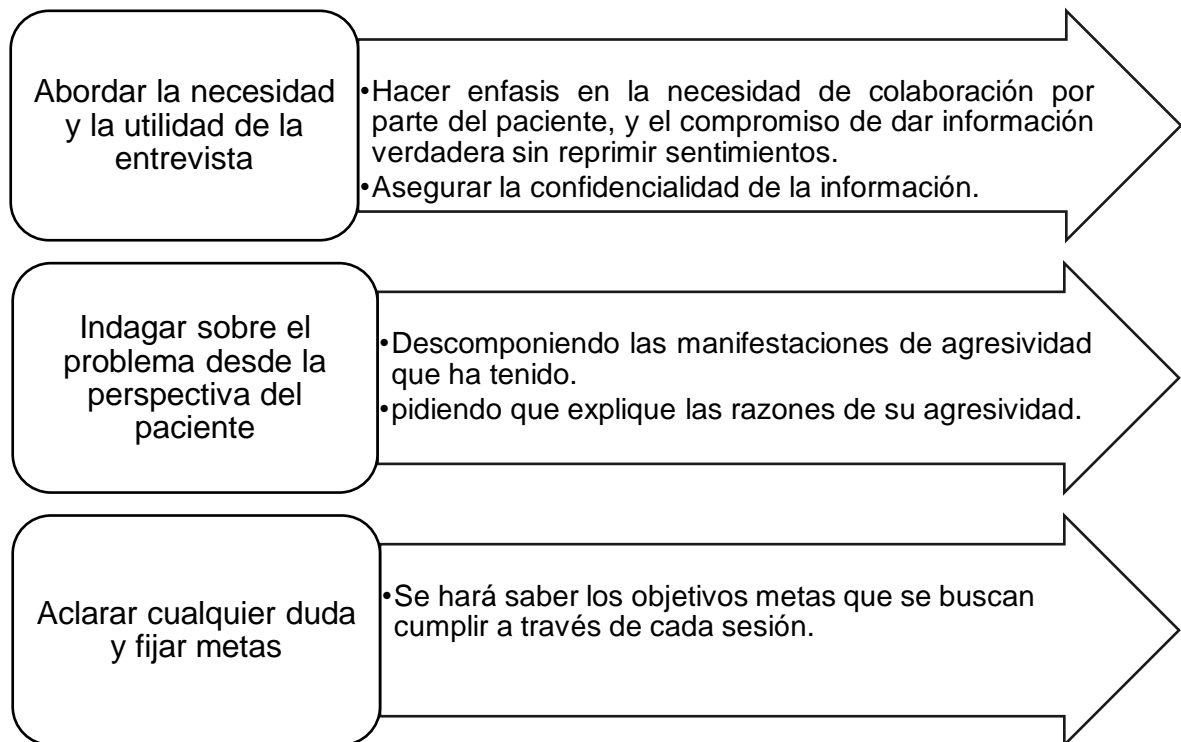 Abordar la necesidad
y la utilidad de la
entrevista
•Hacer enfasis en la necesidad de colaboración por
parte del paciente, y el compromiso de dar información
verdadera sin reprimir sentimientos.
•Asegurar la confidencialidad de la información.
Indagar sobre el
problema desde la
perspectiva del
paciente
•Descomponiendo las manifestaciones de agresividad
que ha tenido.
•pidiendo que explique las razones de su agresividad.
Aclarar cualquier duda
y fijar metas
•Se hará saber los objetivos metas que se buscan
cumplir a través de cada sesión.